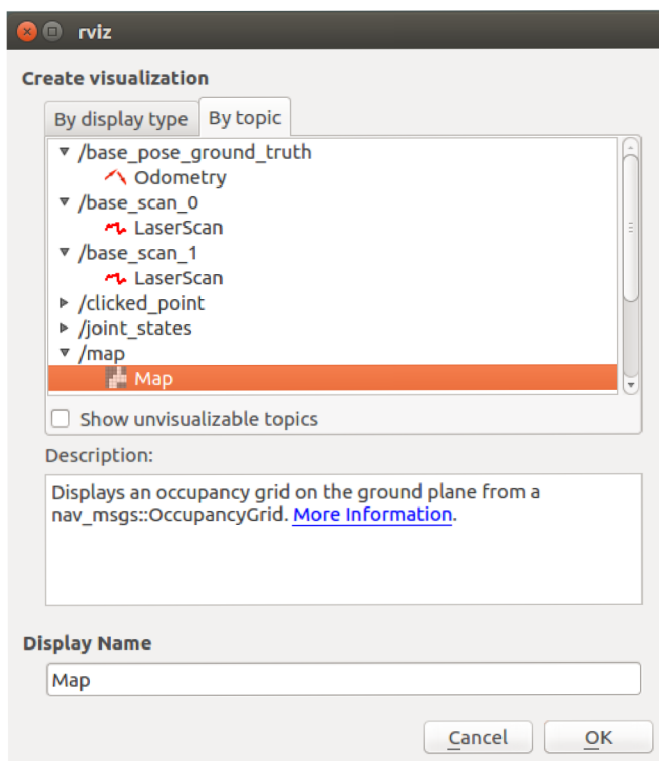 rviz
Create visualization
By display type By topic
/base_pose_ground_truth
Odometry
/base_scan_0
LaserScan
/base_scan_1
LaserScan
/clicked_point
/joint_states
/map
Map
Show unvisualizable topics
Description:
Displays an occupancy grid on the ground plane from a
nav_msgs::OccupancyGrid. More Information.
Display Name
Map
Cancel OK